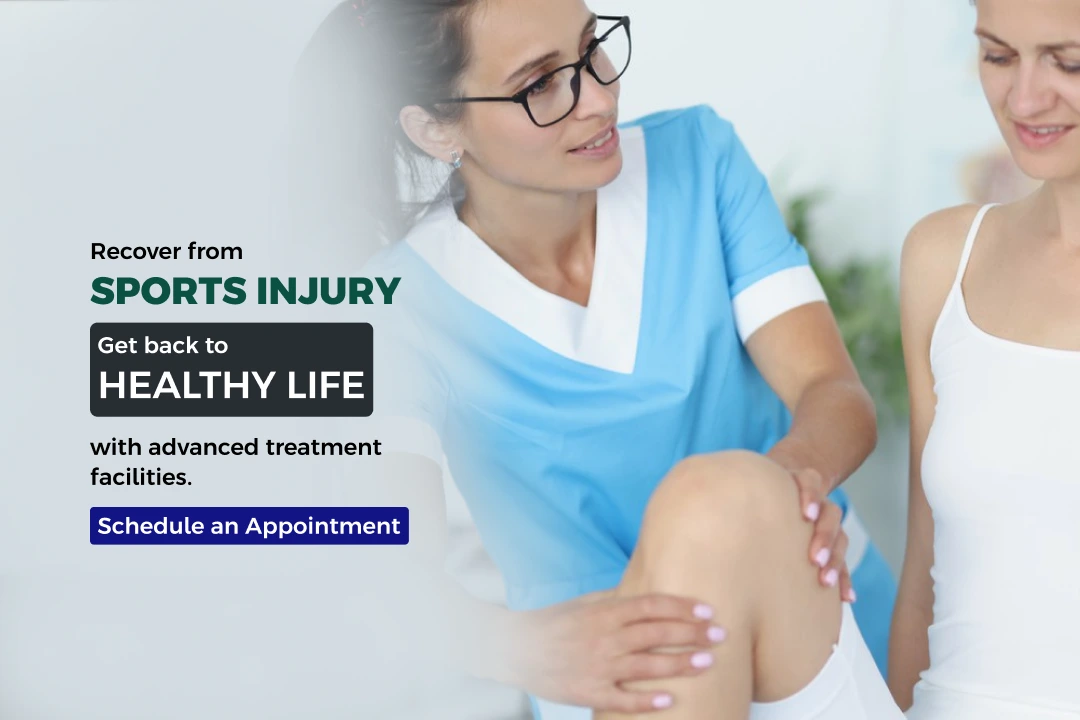 Recover from
SPORTS INJURY
Get back to
HEALTHY LIFE
with advanced treatment
facilities.
Schedule an Appointment